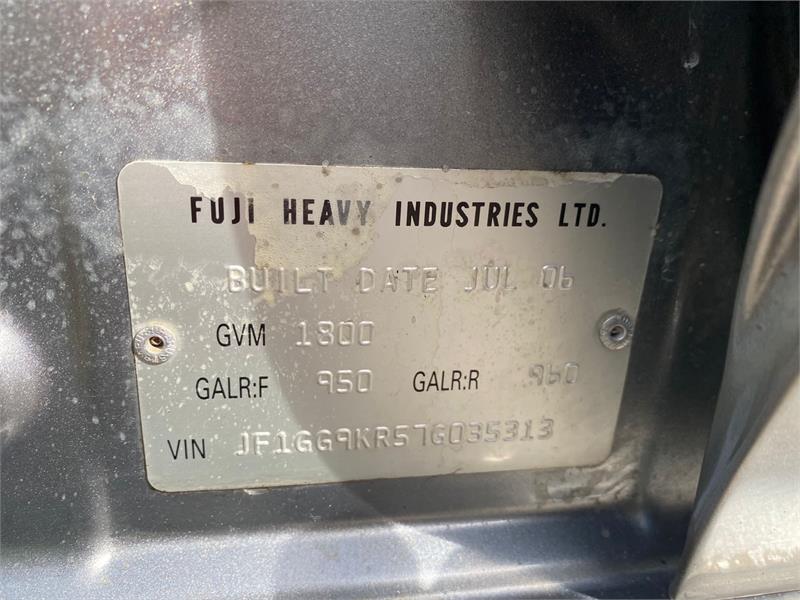 FUJI HEAVY INDUSTRIES LTD.
BUILT DATE JUL 06
GVM 1800
GALR:F 950 GALR:R 960
VIN JF1GG9KR57G035313